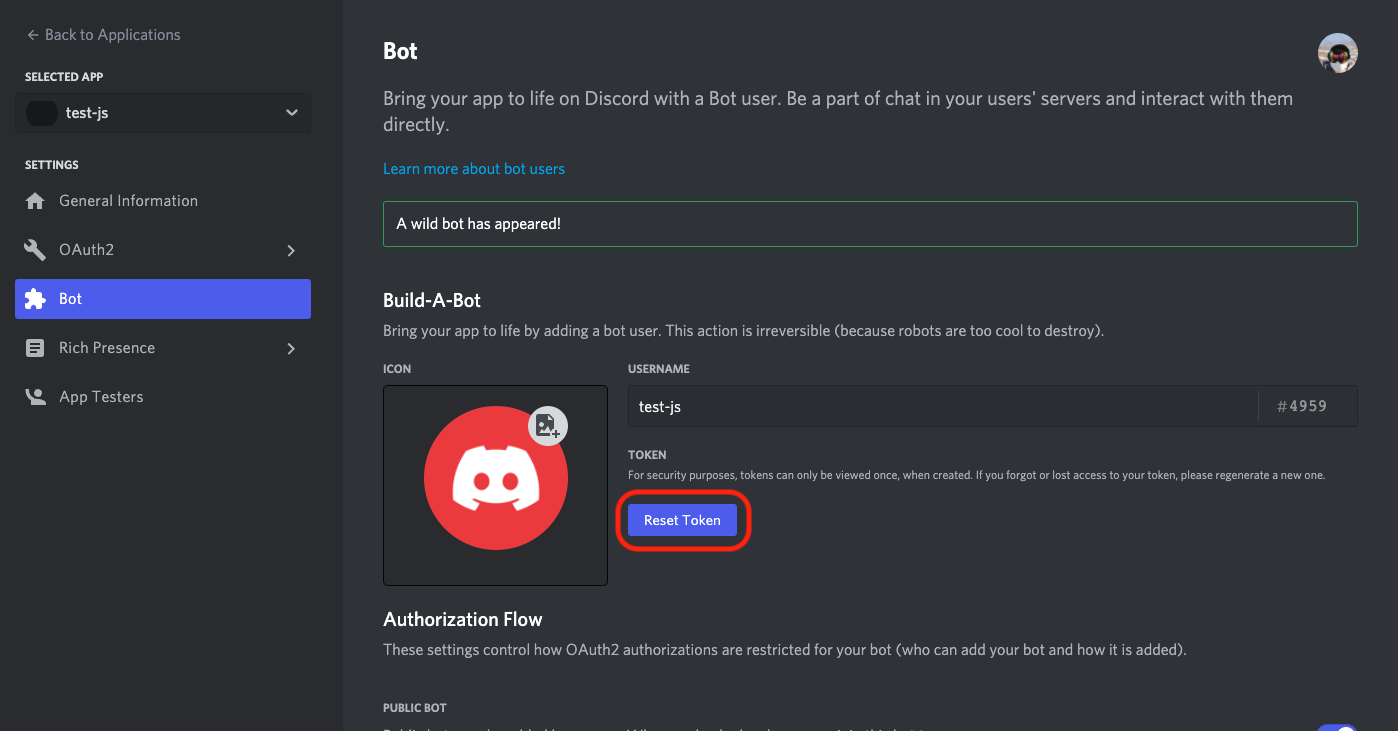 Back to Applications
SELECTED APP
test-js
SETTINGS
General Information
OAuth2
Bot
Rich Presence
App Testers
Bot
Bring your app to life on Discord with a Bot user. Be a part of chat in your users' servers and interact with them
directly.
Learn more about bot users
A wild bot has appeared!
Build-A-Bot
Bring your app to life by adding a bot user. This action is irreversible (because robots are too cool to destroy).
ICON
USERNAME
test-js
#4959
TOKEN
For security purposes, tokens can only be viewed once, when created. If you forgot or lost access to your token, please regenerate a new one.
Reset Token
Authorization Flow
These settings control how OAuth2 authorizations are restricted for your bot (who can add your bot and how it is added).
PUBLIC BOT